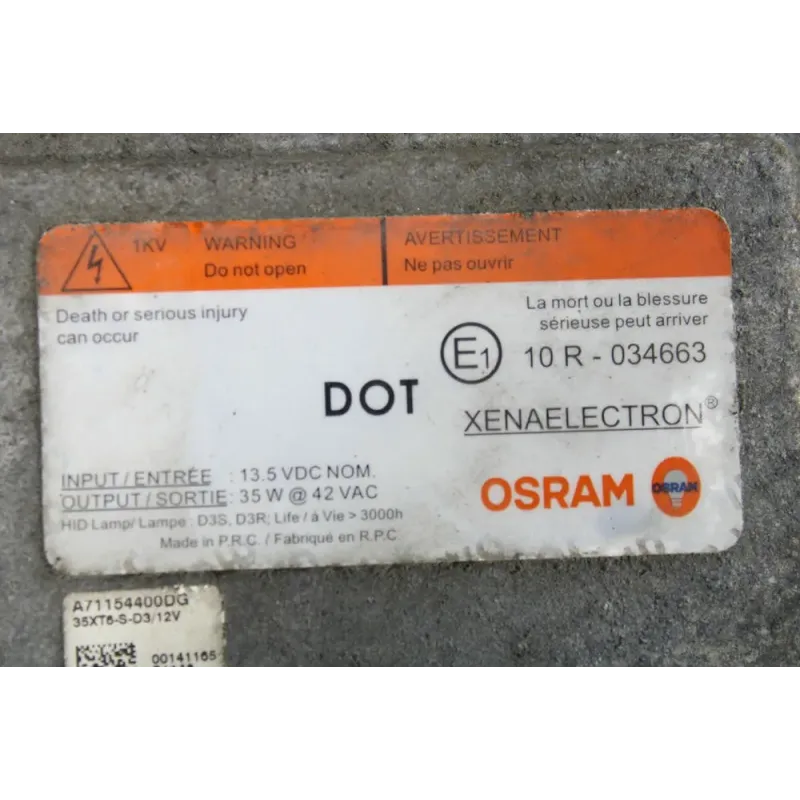 1KV WARNING
Do not open
AVERTISSEMENT
Ne pas ouvrir
Death or serious injury
can occur
La mort ou la blessure
sérieuse peut arriver
E1 10 R - 034663
DOT
XENAELECTRON®
INPUT / ENTRÉE : 13.5 VDC NOM.
OUTPUT / SORTIE: 35 W @ 42 VAC
HID Lamp/ Lampe : D3S, D3R; Life / à Vie > 3000h
Made in P.R.C. / Fabriqué en R.P.C
OSRAM OSRAM
A71154400DG
35XT6-S-D3/12V
00141165